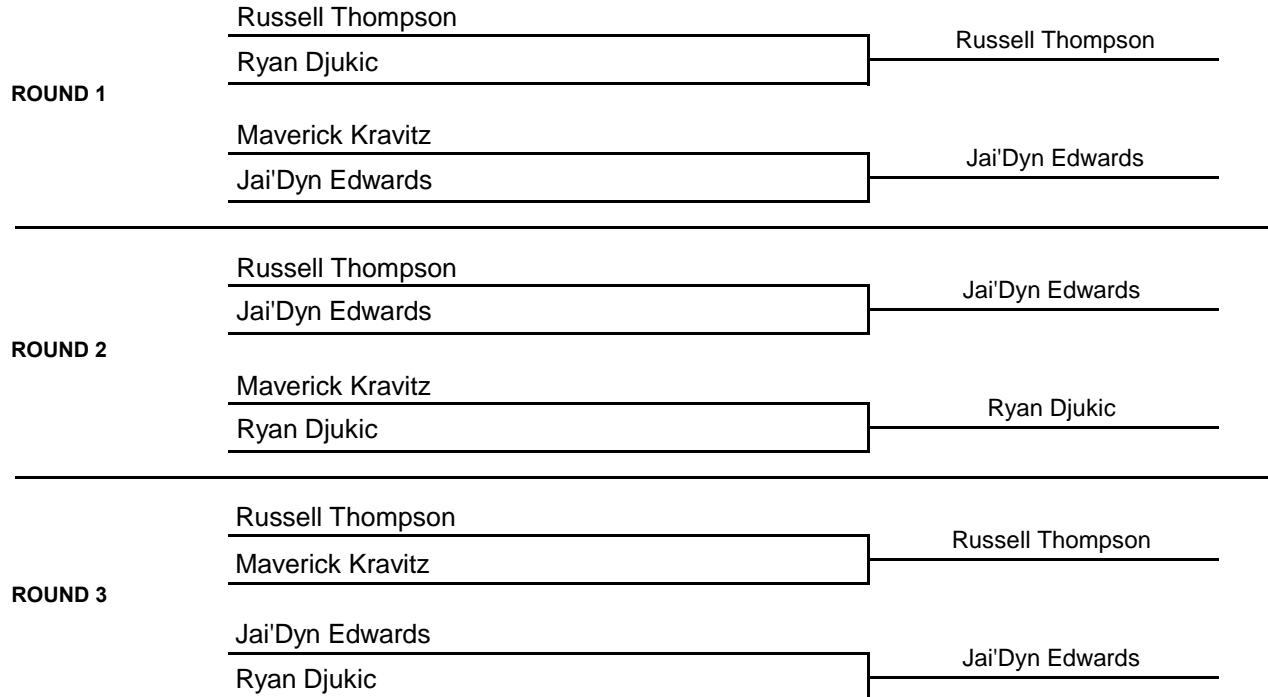 Russell Thompson
Russell Thompson
Ryan Djukic
ROUND 1
Maverick Kravitz
Jai'Dyn Edwards
Jai'Dyn Edwards
Russell Thompson
Jai'Dyn Edwards
Jai'Dyn Edwards
ROUND 2
Maverick Kravitz
Ryan Djukic
Ryan Djukic
Russell Thompson
Russell Thompson
Maverick Kravitz
ROUND 3
Jai'Dyn Edwards
Jai'Dyn Edwards
Ryan Djukic